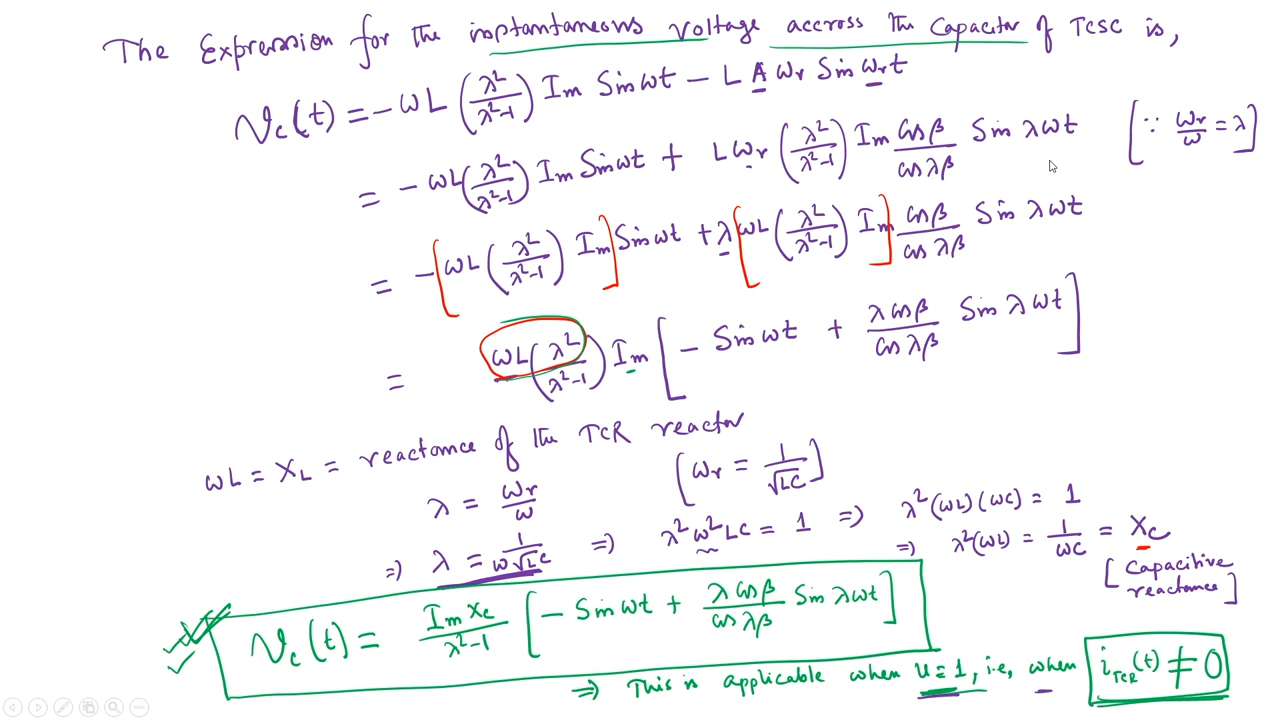 The Expression for the instantaneous voltage accross the Capacitor of TCSC is,
v_c(t) = -ωL (λ²/(λ²-1)) Im Sin ωt - L A ωr Sin ωr t
= - ωL (λ²/(λ²-1)) Im Sin ωt + L ωr (λ²/(λ²-1)) Im (Cos β / Cos λβ) Sin λωt [∵ ωr/ω = λ]
= -[ωL (λ²/(λ²-1)) Im] Sin ωt + λ [ωL (λ²/(λ²-1)) Im] (Cos β / Cos λβ) Sin λωt
= ωL (λ²/(λ²-1)) Im [- Sin ωt + (λ Cos β / Cos λβ) Sin λωt]
ωL = X_L = reactance of the TCR reactor
λ = ωr/ω [ωr = 1/√LC]
=> λ = 1/(ω√LC) => λ²ω²LC = 1 => λ²(ωL)(ωC) = 1
=> λ²(ωL) = 1/ωC = Xc
[Capacitive reactance]
v_c(t) = (Im Xc/(λ²-1)) [- Sin ωt + (λ Cos β / Cos λβ) Sin λωt]
=> This is applicable when u = 1, i.e, when i_TCR(t) ≠ 0